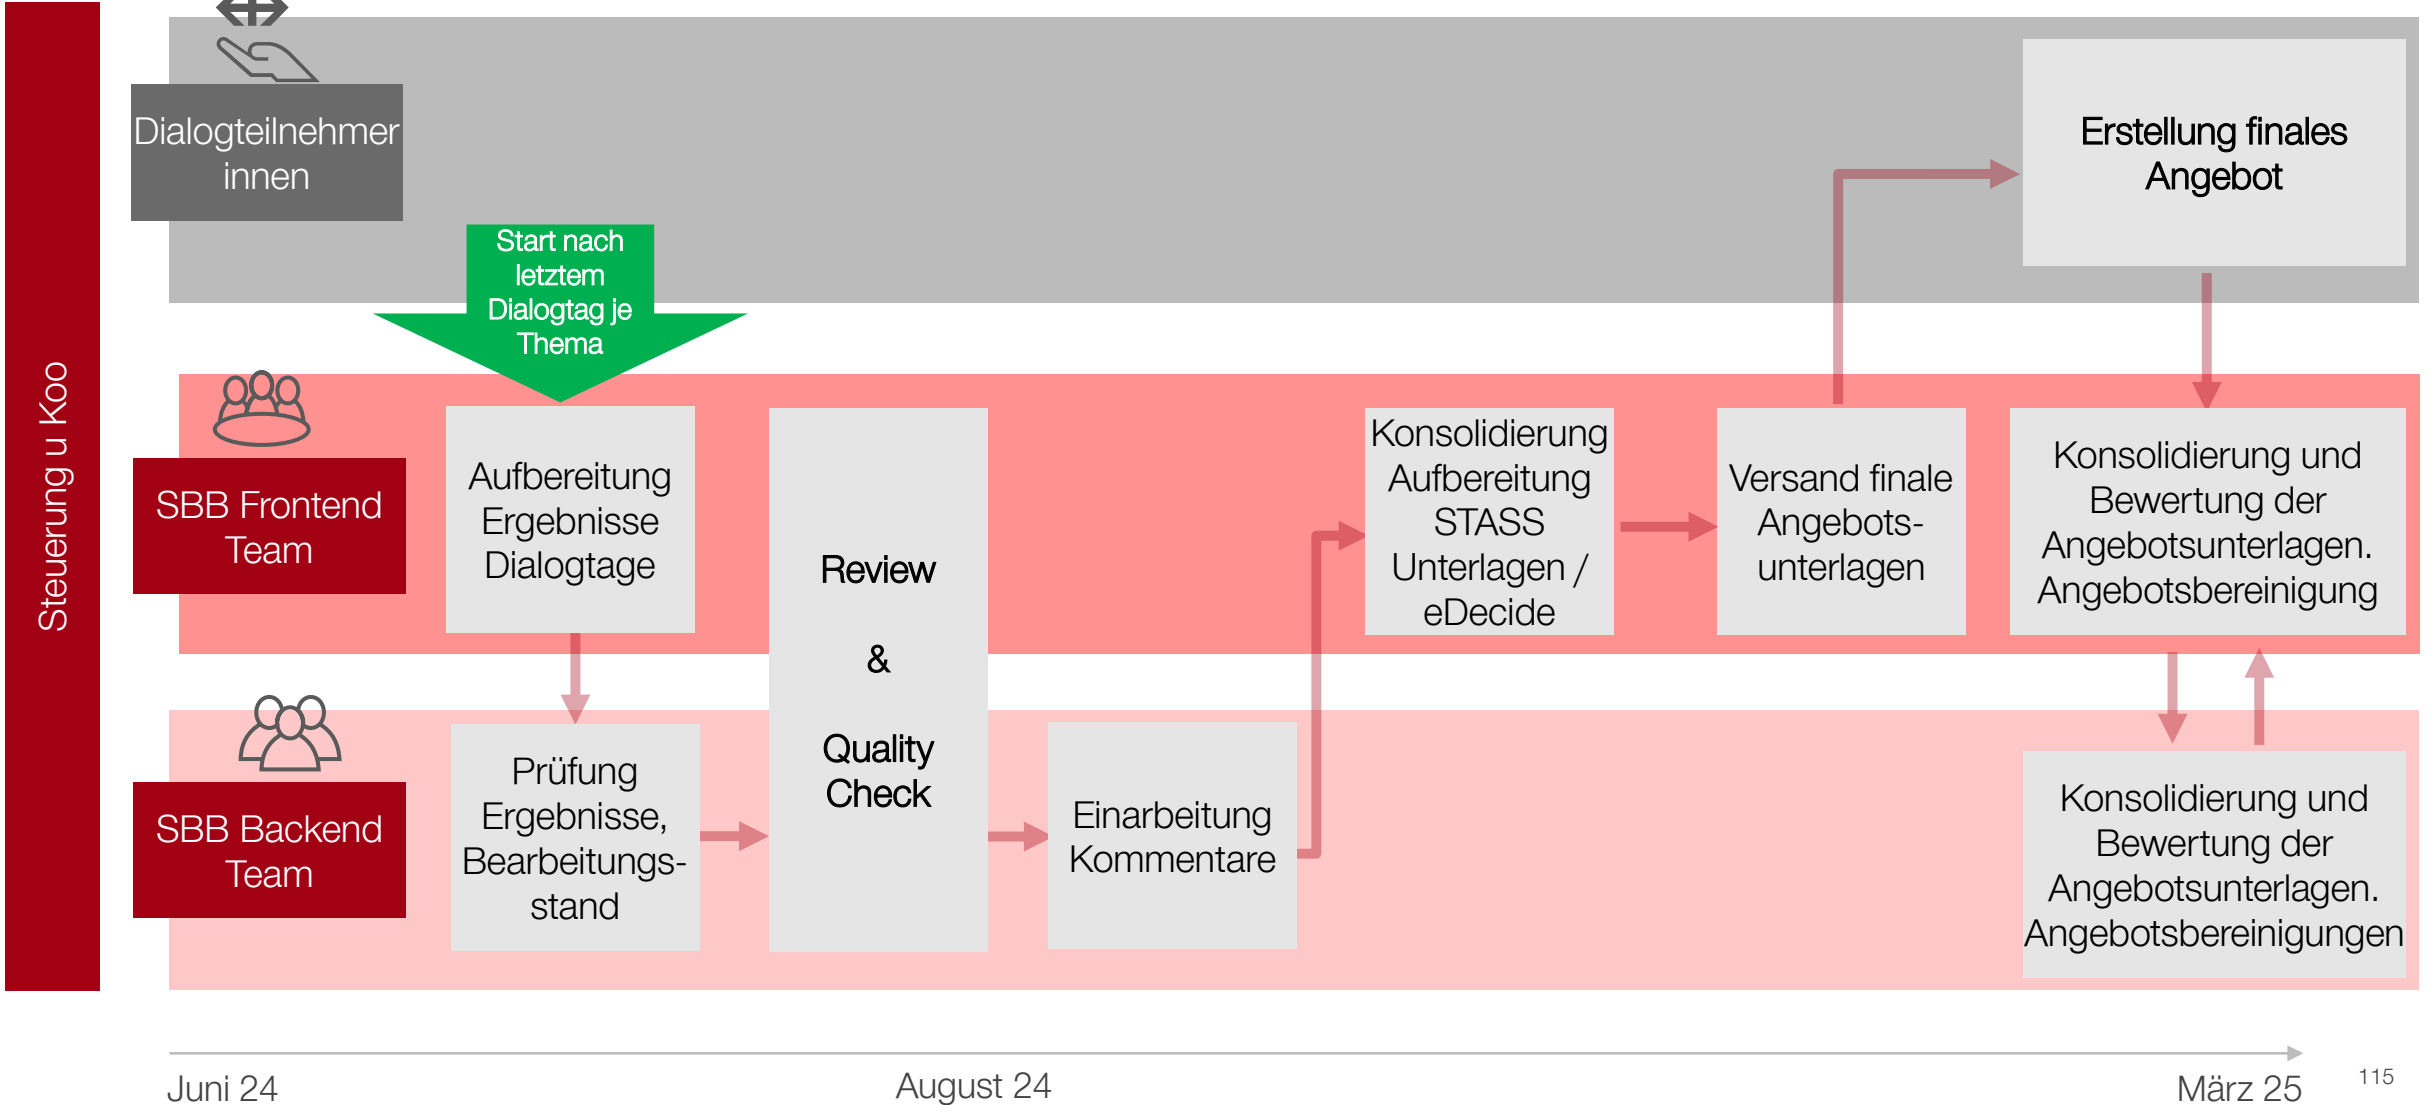 Steuerung u Koo
Dialogteilnehmer
innen
Erstellung finales
Angebot
Start nach
letztem
Dialogtag je
Thema
SBB Frontend
Team
Aufbereitung
Ergebnisse
Dialogtage
Review
&
Quality
Check
Konsolidierung
Aufbereitung
STASS
Unterlagen /
eDecide
Versand finale
Angebots-
unterlagen
Konsolidierung und
Bewertung der
Angebotsunterlagen.
Angebotsbereinigung
SBB Backend
Team
Prüfung
Ergebnisse,
Bearbeitungs-
stand
Einarbeitung
Kommentare
Konsolidierung und
Bewertung der
Angebotsunterlagen.
Angebotsbereinigungen
Juni 24
August 24
März 25
115